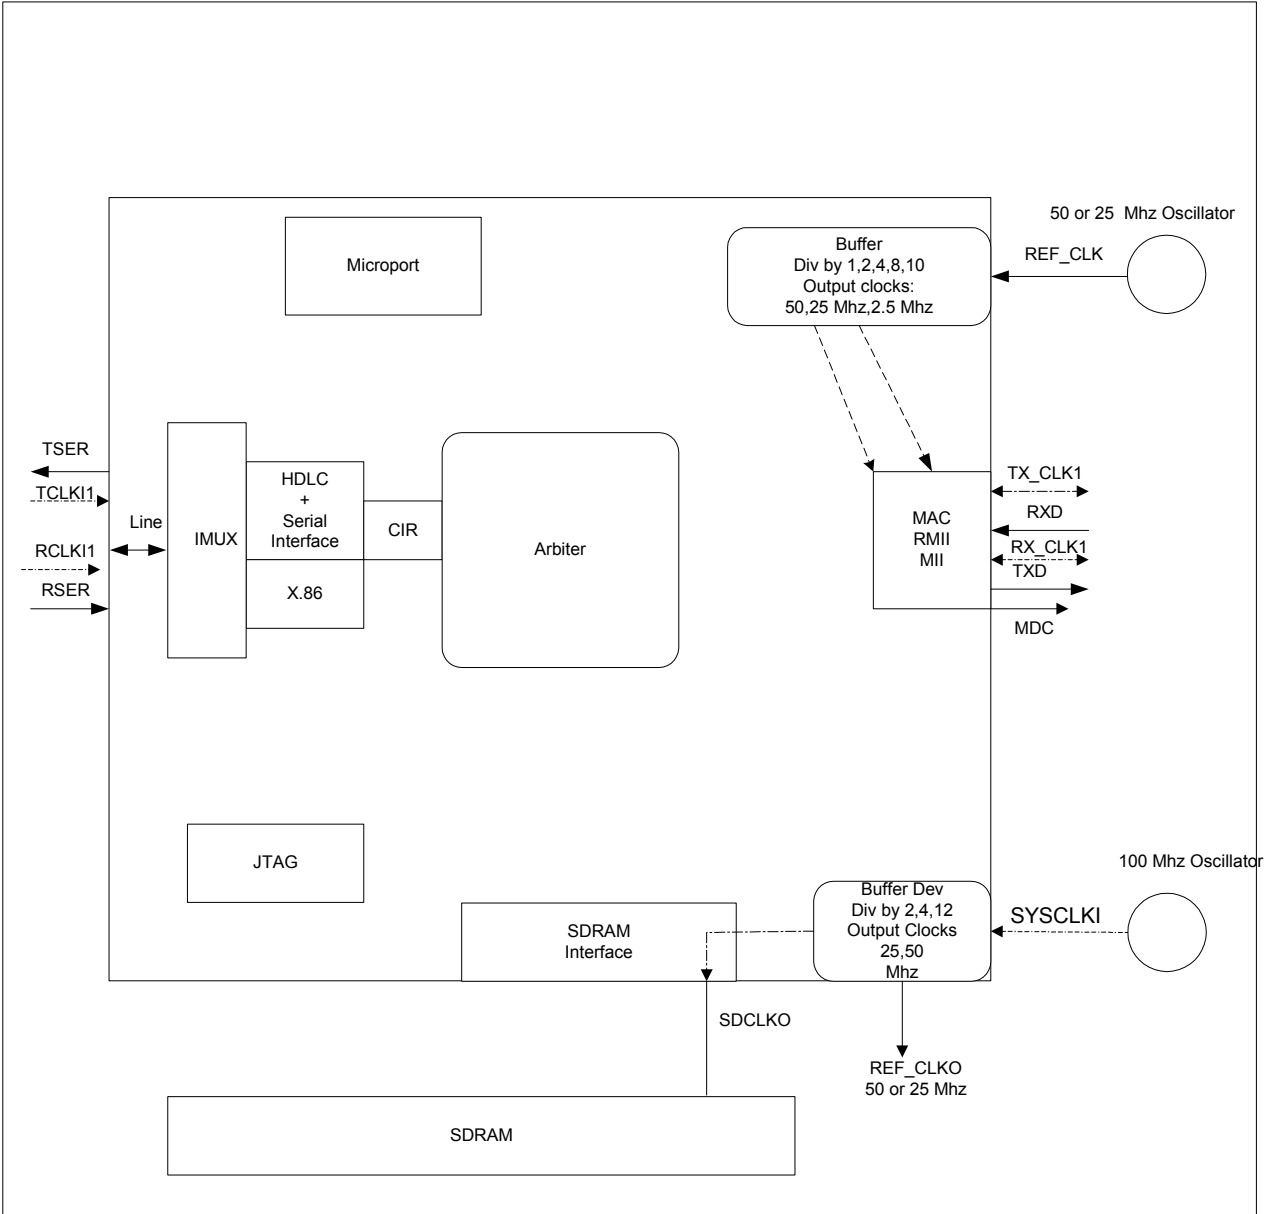 50 or 25 Mhz Oscillator
REF_CLK
Buffer
Div by 1,2,4,8,10
Output clocks:
50,25 Mhz,2.5 Mhz
Microport
TSER
TCLKI1
Line
RCLKI1
RSER
IMUX
HDLC
+
Serial
Interface
X.86
CIR
Arbiter
MAC
RMII
MII
TX_CLK1
RXD
RX_CLK1
TXD
MDC
JTAG
SDRAM
Interface
Buffer Dev
Div by 2,4,12
Output Clocks
25,50
Mhz
100 Mhz Oscillator
SYSCLKI
SDCLKO
REF_CLKO
50 or 25 Mhz
SDRAM